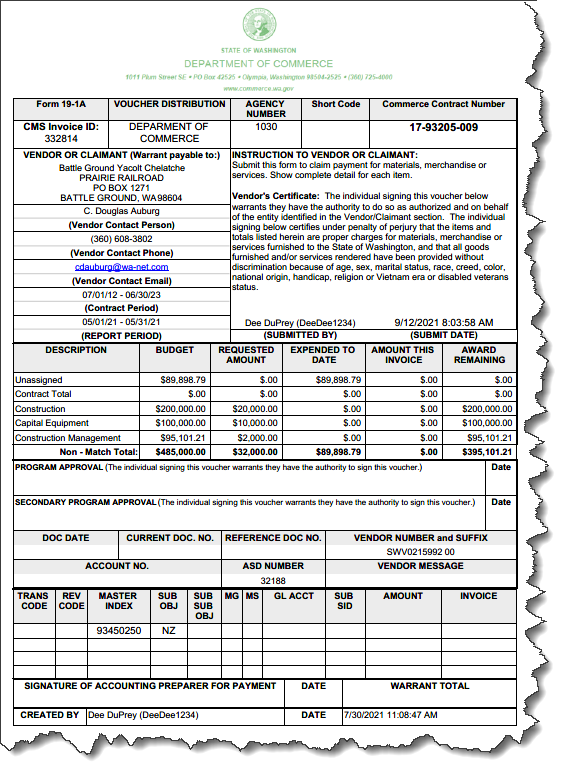 STATE OF WASHINGTON
DEPARTMENT OF COMMERCE
1011 Plum Street SE • PO Box 42525 • Olympia, Washington 98504-2525 • (360) 725-4000
www.commerce.wa.gov
Form 19-1A VOUCHER DISTRIBUTION AGENCY NUMBER Short Code Commerce Contract Number
CMS Invoice ID: 332814 DEPARMENT OF COMMERCE 1030 17-93205-009
VENDOR OR CLAIMANT (Warrant payable to:)
Battle Ground Yacolt Chelatche
PRAIRIE RAILROAD
PO BOX 1271
BATTLE GROUND, WA98604
C. Douglas Auburg
(Vendor Contact Person)
(360) 608-3802
(Vendor Contact Phone)
cdauburg@wa-net.com
(Vendor Contact Email)
07/01/12 - 06/30/23
(Contract Period)
05/01/21 - 05/31/21
(REPORT PERIOD)
INSTRUCTION TO VENDOR OR CLAIMANT:
Submit this form to claim payment for materials, merchandise or
services. Show complete detail for each item.
Vendor's Certificate: The individual signing this voucher below
warrants they have the authority to do so as authorized and on behalf
of the entity identified in the Vendor/Claimant section. The individual
signing below certifies under penalty of perjury that the items and
totals listed herein are proper charges for materials, merchandise or
services furnished to the State of Washington, and that all goods
furnished and/or services rendered have been provided without
discrimination because of age, sex, marital status, race, creed, color,
national origin, handicap, religion or Vietnam era or disabled veterans
status.
Dee DuPrey (DeeDee1234) 9/12/2021 8:03:58 AM
(SUBMITTED BY) (SUBMIT DATE)
DESCRIPTION BUDGET REQUESTED AMOUNT EXPENDED TO DATE AMOUNT THIS INVOICE AWARD REMAINING
Unassigned $89,898.79 $.00 $89,898.79 $.00 $.00
Contract Total $.00 $.00 $.00 $.00 $.00
Construction $200,000.00 $20,000.00 $.00 $.00 $200,000.00
Capital Equipment $100,000.00 $10,000.00 $.00 $.00 $100,000.00
Construction Management $95,101.21 $2,000.00 $.00 $.00 $95,101.21
Non - Match Total: $485,000.00 $32,000.00 $89,898.79 $.00 $395,101.21
PROGRAM APPROVAL (The individual signing this voucher warrants they have the authority to sign this voucher.) Date
SECONDARY PROGRAM APPROVAL (The individual signing this voucher warrants they have the authority to sign this voucher.) Date
DOC DATE CURRENT DOC. NO. REFERENCE DOC NO. VENDOR NUMBER and SUFFIX
SWV0215992 00
ACCOUNT NO. ASD NUMBER VENDOR MESSAGE
32188
TRANS CODE REV CODE MASTER INDEX SUB OBJ SUB SUB OBJ MG MS GL ACCT SUB SID AMOUNT INVOICE
93450250 NZ
SIGNATURE OF ACCOUNTING PREPARER FOR PAYMENT DATE WARRANT TOTAL
CREATED BY Dee DuPrey (DeeDee1234) DATE 7/30/2021 11:08:47 AM